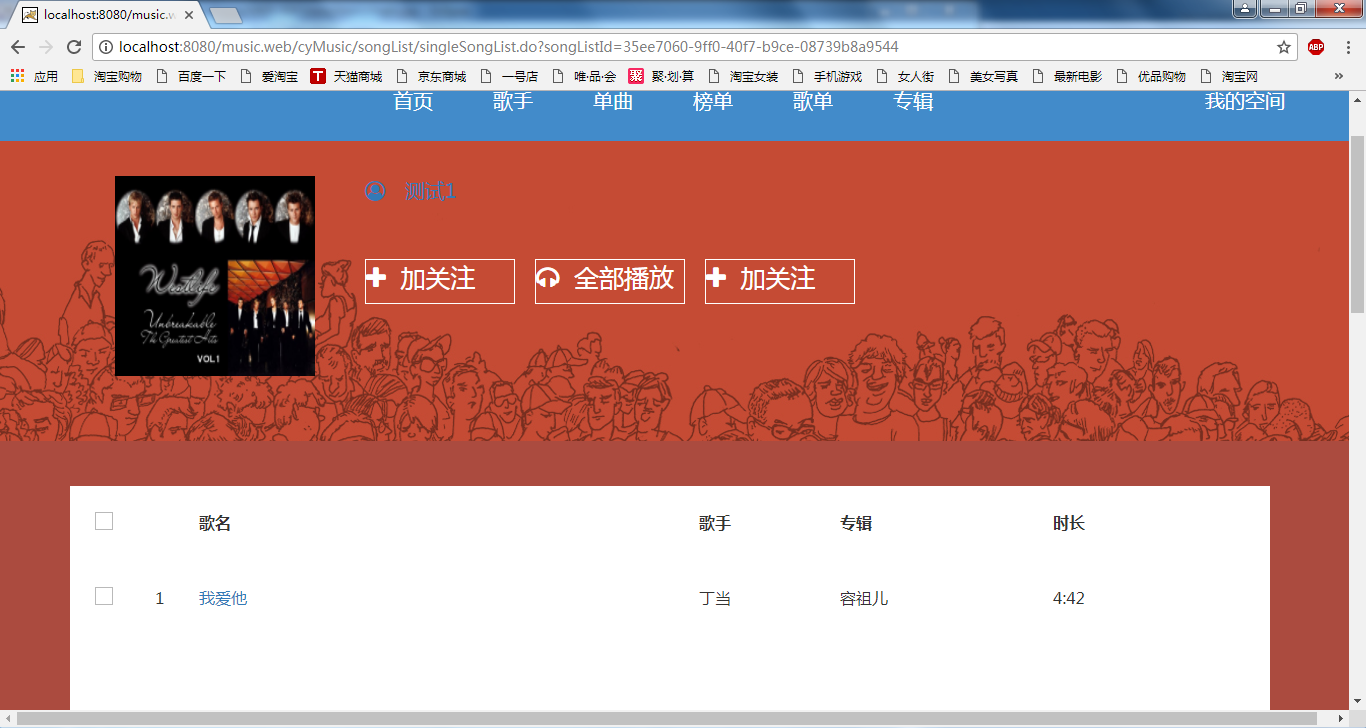 localhost:8080/music.w
localhost:8080/music.web/cyMusic/songList/singleSongList.do?songListId=35ee7060-9ff0-40f7-b9ce-08739b8a9544
ABP
应用 淘宝购物 百度一下 爱淘宝 T 天猫商城 京东商城 一号店 唯·品·会 聚 聚·划·算 淘宝女装 手机游戏 女人街 美女写真 最新电影 优品购物 淘宝网 »
首页 歌手 单曲 榜单 歌单 专辑 我的空间
测试1
加关注 全部播放 加关注
Westlife
Unbreakable
The Greatest Hits
VOL1
歌名 歌手 专辑 时长
1 我爱他 丁当 容祖儿 4:42